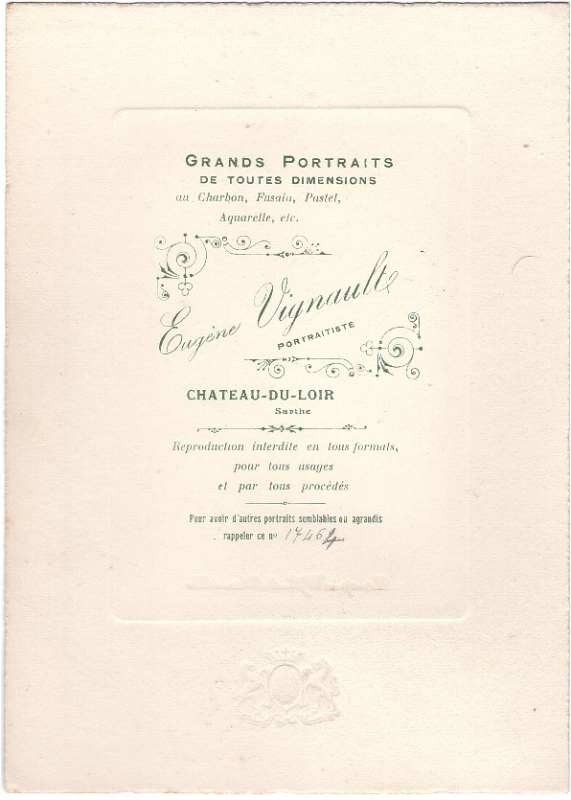 GRANDS PORTRAITS
DE TOUTES DIMENSIONS
au Charbon, Fusain, Pastel,
Aquarelle, etc.
Eugène Vignault
PORTRAITISTE
CHATEAU-DU-LOIR
Sarthe
Reproduction interdite en tous formats,
pour tous usages
et par tous procédés
Pour avoir d'autres portraits semblables ou agrandis
rappeler ce nº